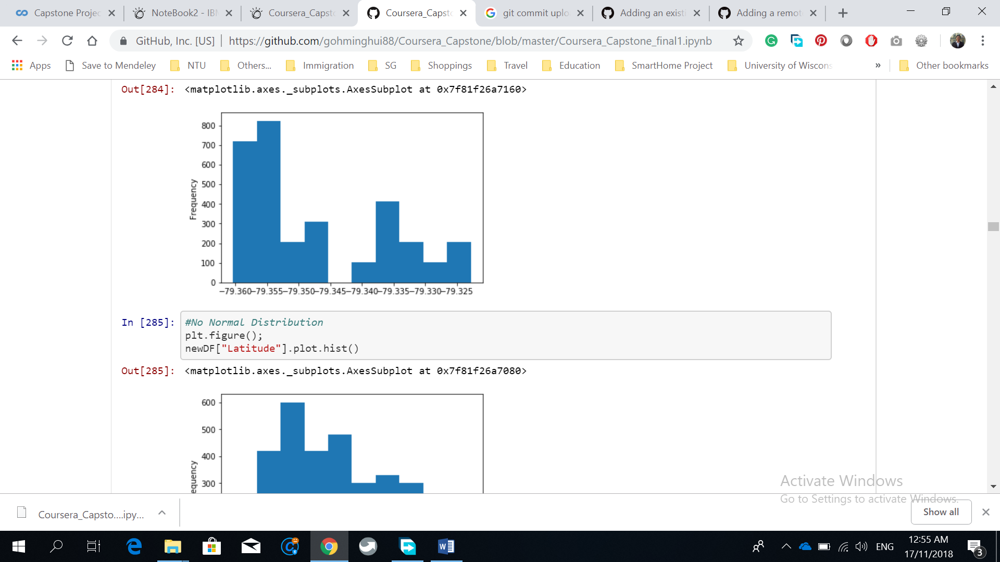 Capstone Projec
NoteBook2 - IBM
Coursera_Capsto
Coursera_Capsto
git commit uplo
Adding an existi
Adding a remot
GitHub, Inc. [US]
https://github.com/gohminghui88/Coursera_Capstone/blob/master/Coursera_Capstone_final1.ipynb
Apps
Save to Mendeley
NTU
Others...
Immigration
SG
Shoppings
Travel
Education
SmartHome Project
University of Wiscons
»
Other bookmarks
Out[284]: <matplotlib.axes._subplots.AxesSubplot at 0x7f81f26a7160>
800
700
600
500
400
300
200
100
0
Frequency
−79.360−79.355−79.350−79.345−79.340−79.335−79.330−79.325
In [285]: #No Normal Distribution
plt.figure();
newDF["Latitude"].plot.hist()
Out[285]: <matplotlib.axes._subplots.AxesSubplot at 0x7f81f26a7080>
600
500
400
300
equency
Activate Windows
Go to Settings to activate Windows.
Coursera_Capsto....ipy...
Show all
ENG
12:55 AM
17/11/2018
3